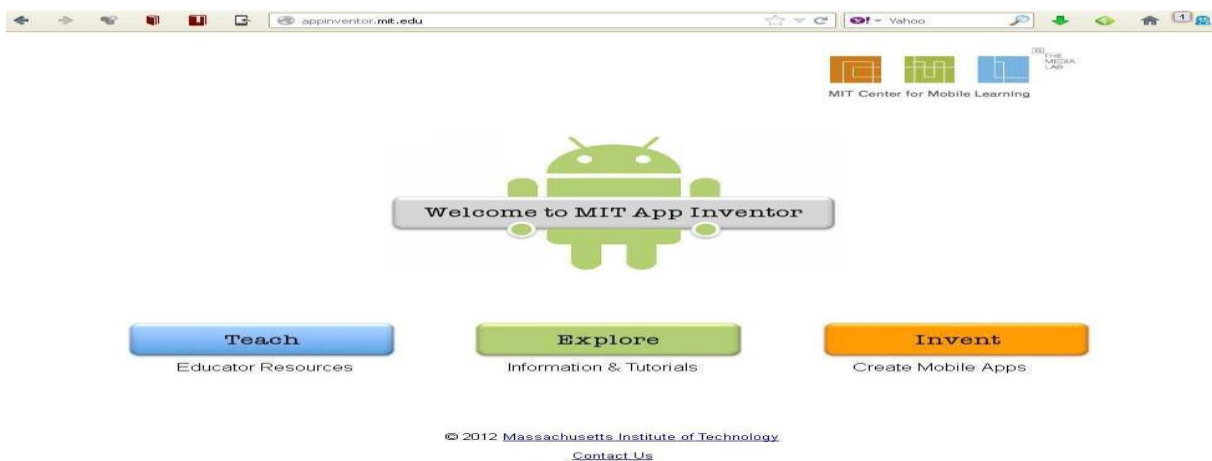 appinventor.mit.edu
Yahoo
1
THE
MEDIA
LAB
MIT Center for Mobile Learning
Welcome to MIT App Inventor
Teach
Explore
Invent
Educator Resources
Information & Tutorials
Create Mobile Apps
© 2012 Massachusetts Institute of Technology
Contact Us